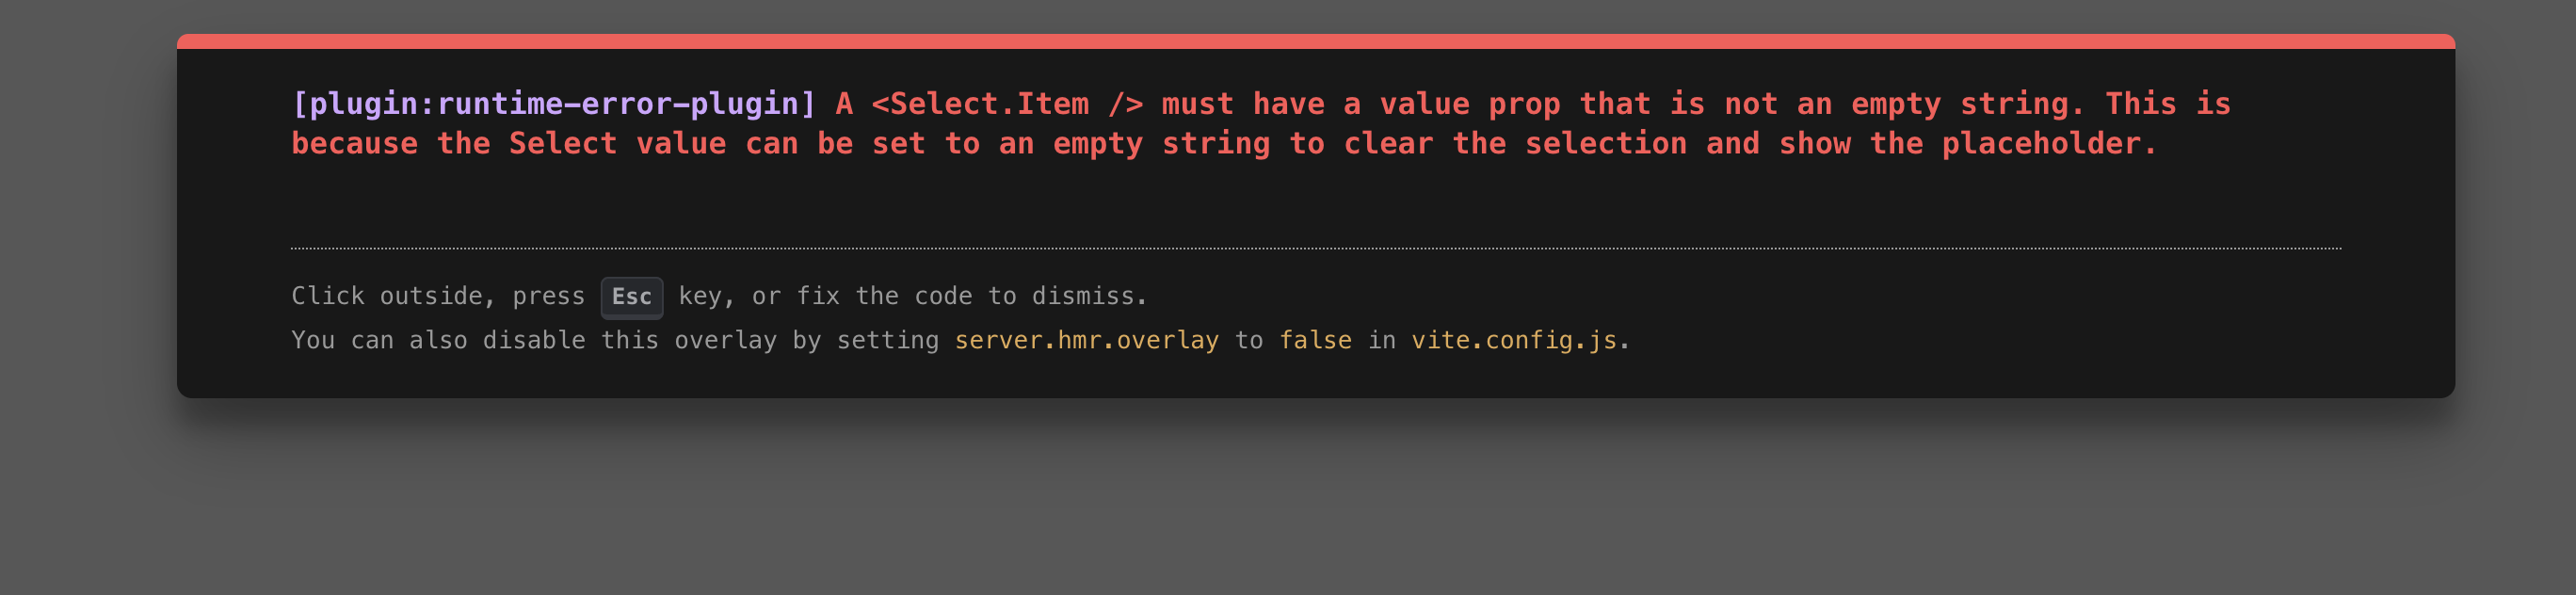 [plugin:runtime-error-plugin] A <Select.Item /> must have a value prop that is not an empty string. This is
because the Select value can be set to an empty string to clear the selection and show the placeholder.
Click outside, press Esc key, or fix the code to dismiss.
You can also disable this overlay by setting server.hmr.overlay to false in vite.config.js.